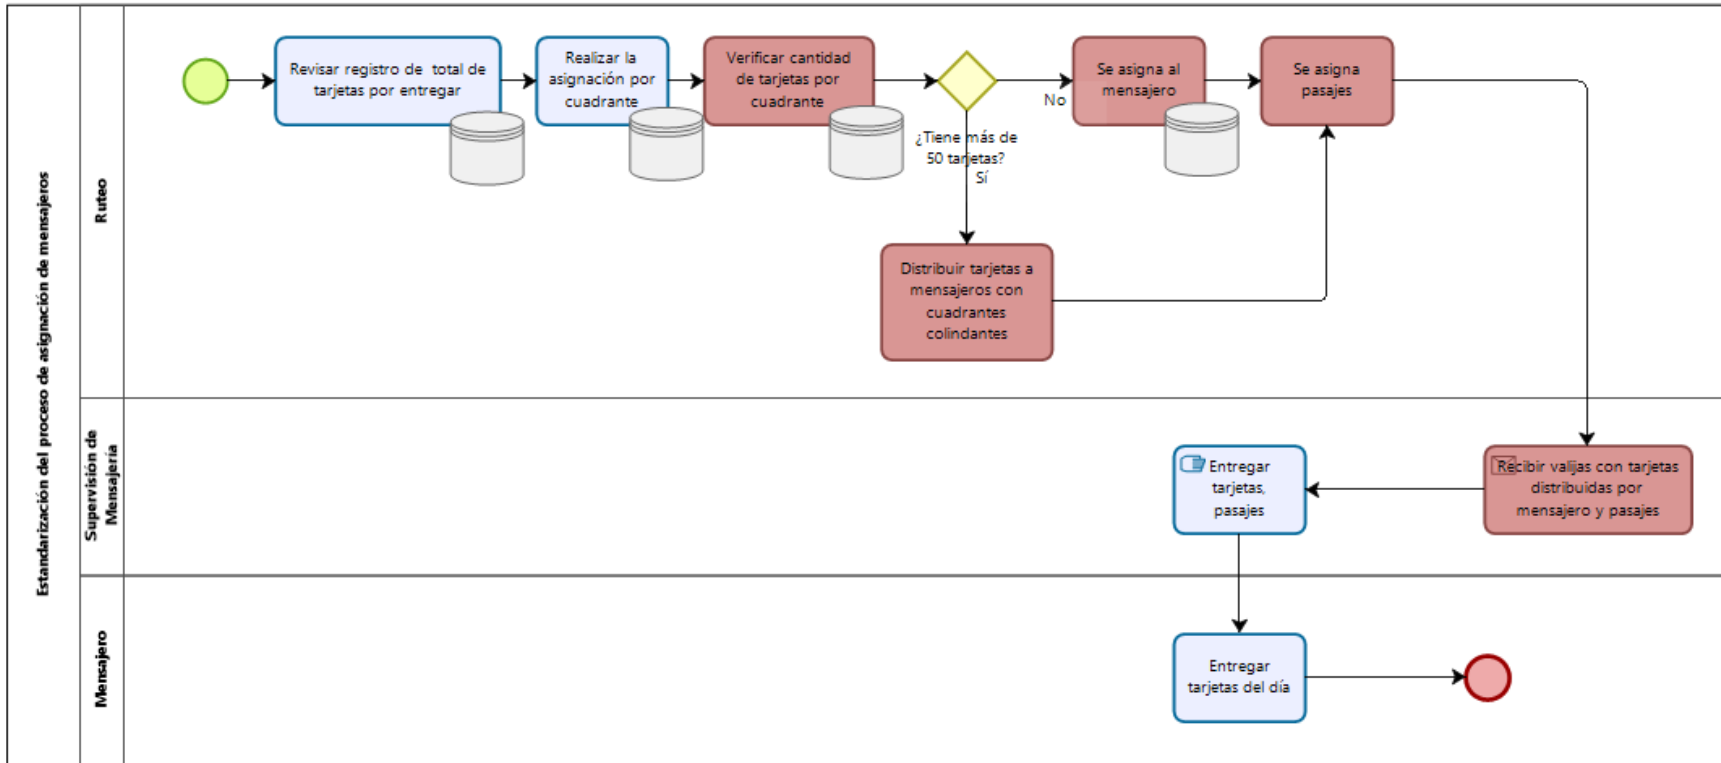 Estandarización del proceso de asignación de mensajeros
Ruteo
Revisar registro de total de
tarjetas por entregar
Realizar la
asignación por
cuadrante
Verificar cantidad
de tarjetas por
cuadrante
¿Tiene más de
50 tarjetas?
No
Sí
Se asigna al
mensajero
Se asigna
pasajes
Distribuir tarjetas a
mensajeros con
cuadrantes
colindantes
Supervisión de
Mensajería
Recibir valijas con tarjetas
distribuidas por
mensajero y pasajes
Entregar
tarjetas,
pasajes
Mensajero
Entregar
tarjetas del día